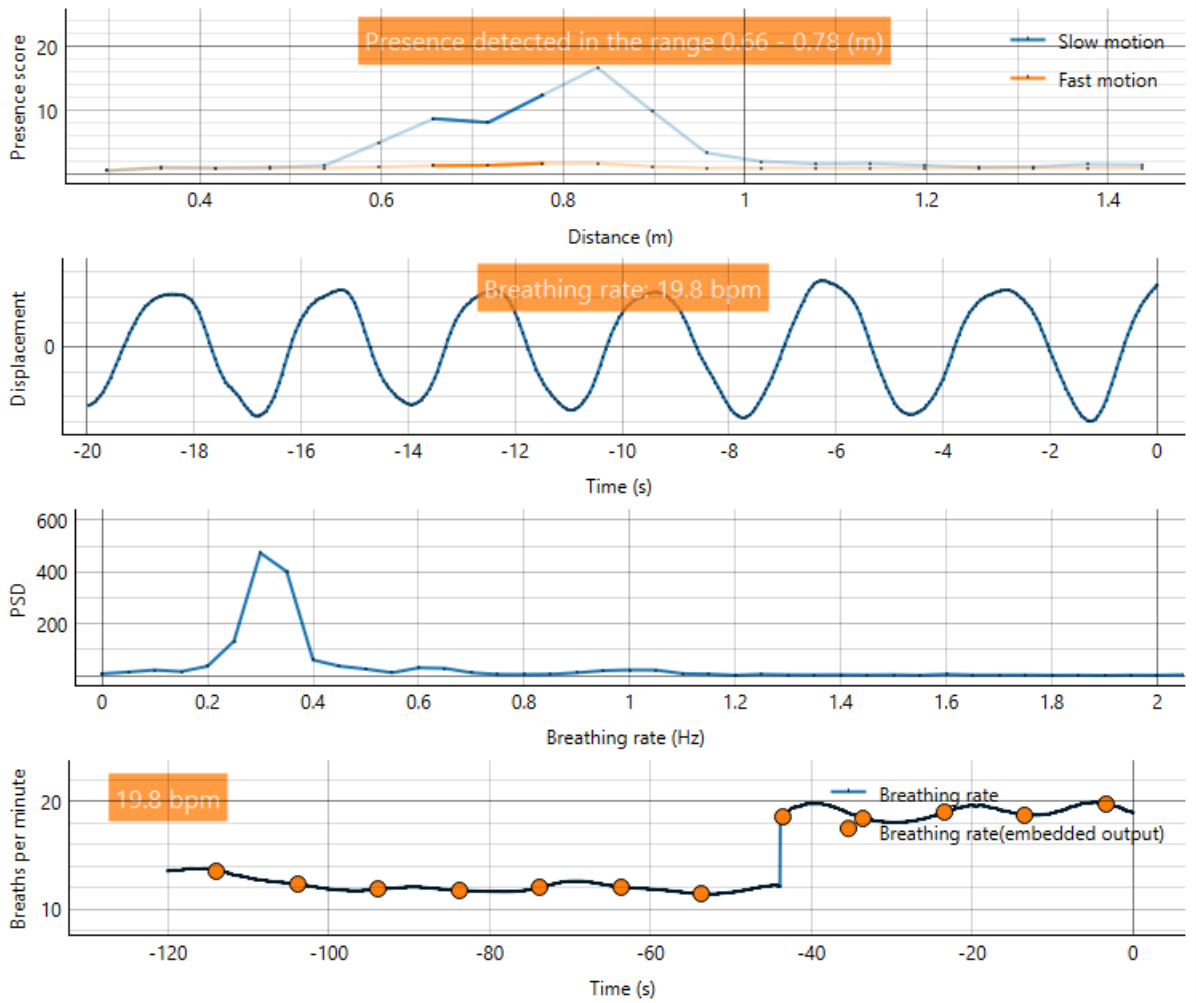 Presence detected in the range 0.66 - 0.78 (m)
Slow motion
Fast motion
Presence score
20
10
0.4 0.6 0.8 1 1.2 1.4
Distance (m)
Breathing rate: 19.8 bpm
Displacement
0
-20 -18 -16 -14 -12 -10 -8 -6 -4 -2 0
Time (s)
PSD
600
400
200
0 0.2 0.4 0.6 0.8 1 1.2 1.4 1.6 1.8 2
Breathing rate (Hz)
19.8 bpm
Breathing rate
Breathing rate(embedded output)
Breaths per minute
20
10
-120 -100 -80 -60 -40 -20 0
Time (s)